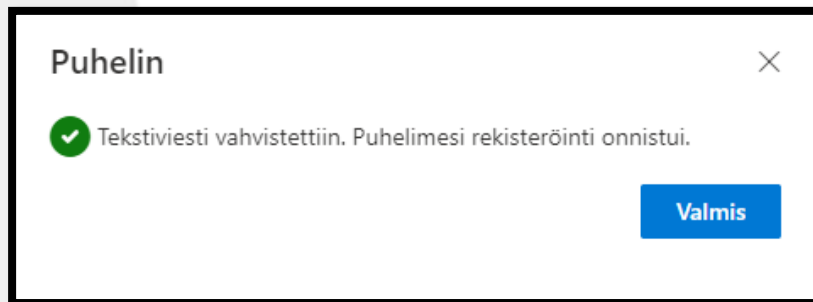 Puhelin
Tekstiviesti vahvistettiin. Puhelimesi rekisteröinti onnistui.
Valmis